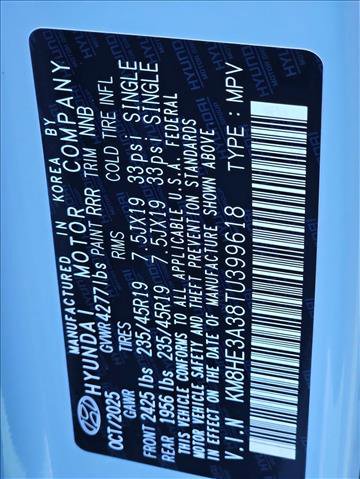 MADE IN KOREA BY
HYUNDAI MOTOR COMPANY
OCT/2025 GVWR 4277 lbs PAINT RRR TRIM NNB
GAWR TIRES RIMS COLD TIRE INFL
FRONT 2425 lbs 235/45R19 7.5JX19 33psi SINGLE
REAR 1956 lbs 235/45R19 7.5JX19 33psi SINGLE
THIS VEHICLE CONFORMS TO ALL APPLICABLE U.S.A. FEDERAL
MOTOR VEHICLE SAFETY AND THEFT PREVENTION STANDARDS
IN EFFECT ON THE DATE OF MANUFACTURE SHOWN ABOVE
V.I.N : KM8HE3A38TU399618 TYPE : MPV